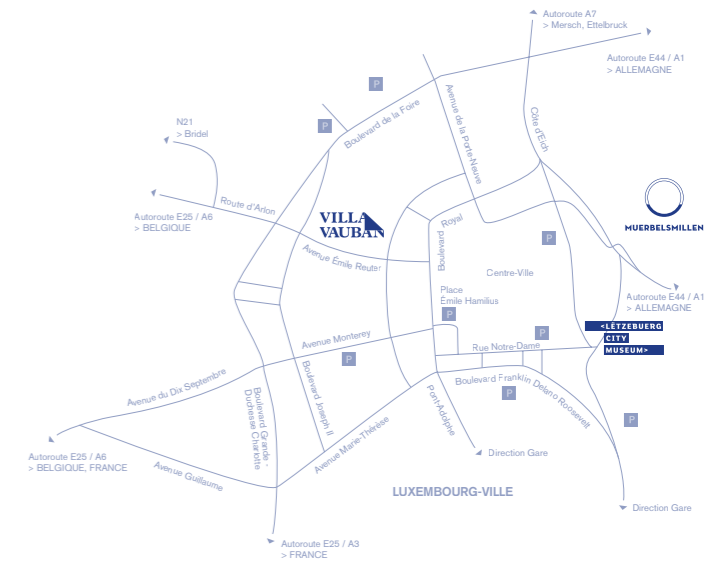 Autoroute A7
> Mersch, Ettelbruck
Autoroute E44 / A1
> ALLEMAGNE
P
Boulevard de la Foire
Avenue de la Porte-Neuve
Côte d'Eich
N21
> Bridel
P
Route d'Arlon
Autoroute E25 / A6
> BELGIQUE
VILLA
VAUBAN
Royal
Boulevard
MUERBELSMILLEN
P
Avenue Émile Reuter
Centre-Ville
Place
Émile Hamilius
P
Autoroute E44 / A1
> ALLEMAGNE
<LËTZEBUERG
CITY
MUSEUM>
P
Avenue Monterey
Rue Notre-Dame
P
Avenue du Dix Septembre
Boulevard Joseph II
Boulevard Grande -
Duchesse Charlotte
Boulevard Franklin Delano Roosevelt
P
Pont-Adolphe
Avenue Marie-Thérèse
P
Autoroute E25 / A6
> BELGIQUE, FRANCE
Avenue Guillaume
Direction Gare
LUXEMBOURG-VILLE
Direction Gare
Autoroute E25 / A3
> FRANCE